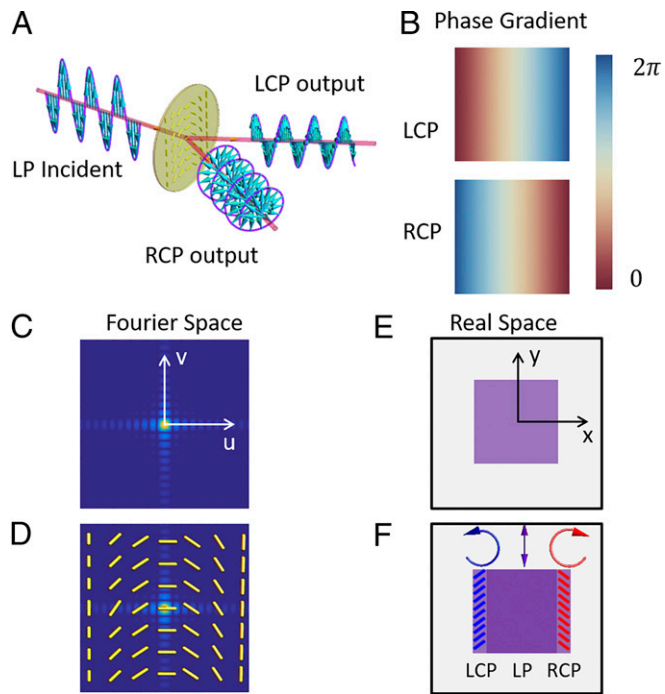 A
LP Incident
LCP output
RCP output
B
Phase Gradient
LCP
RCP
2π
0
C
Fourier Space
v
u
D
E
Real Space
y
x
F
LCP LP RCP